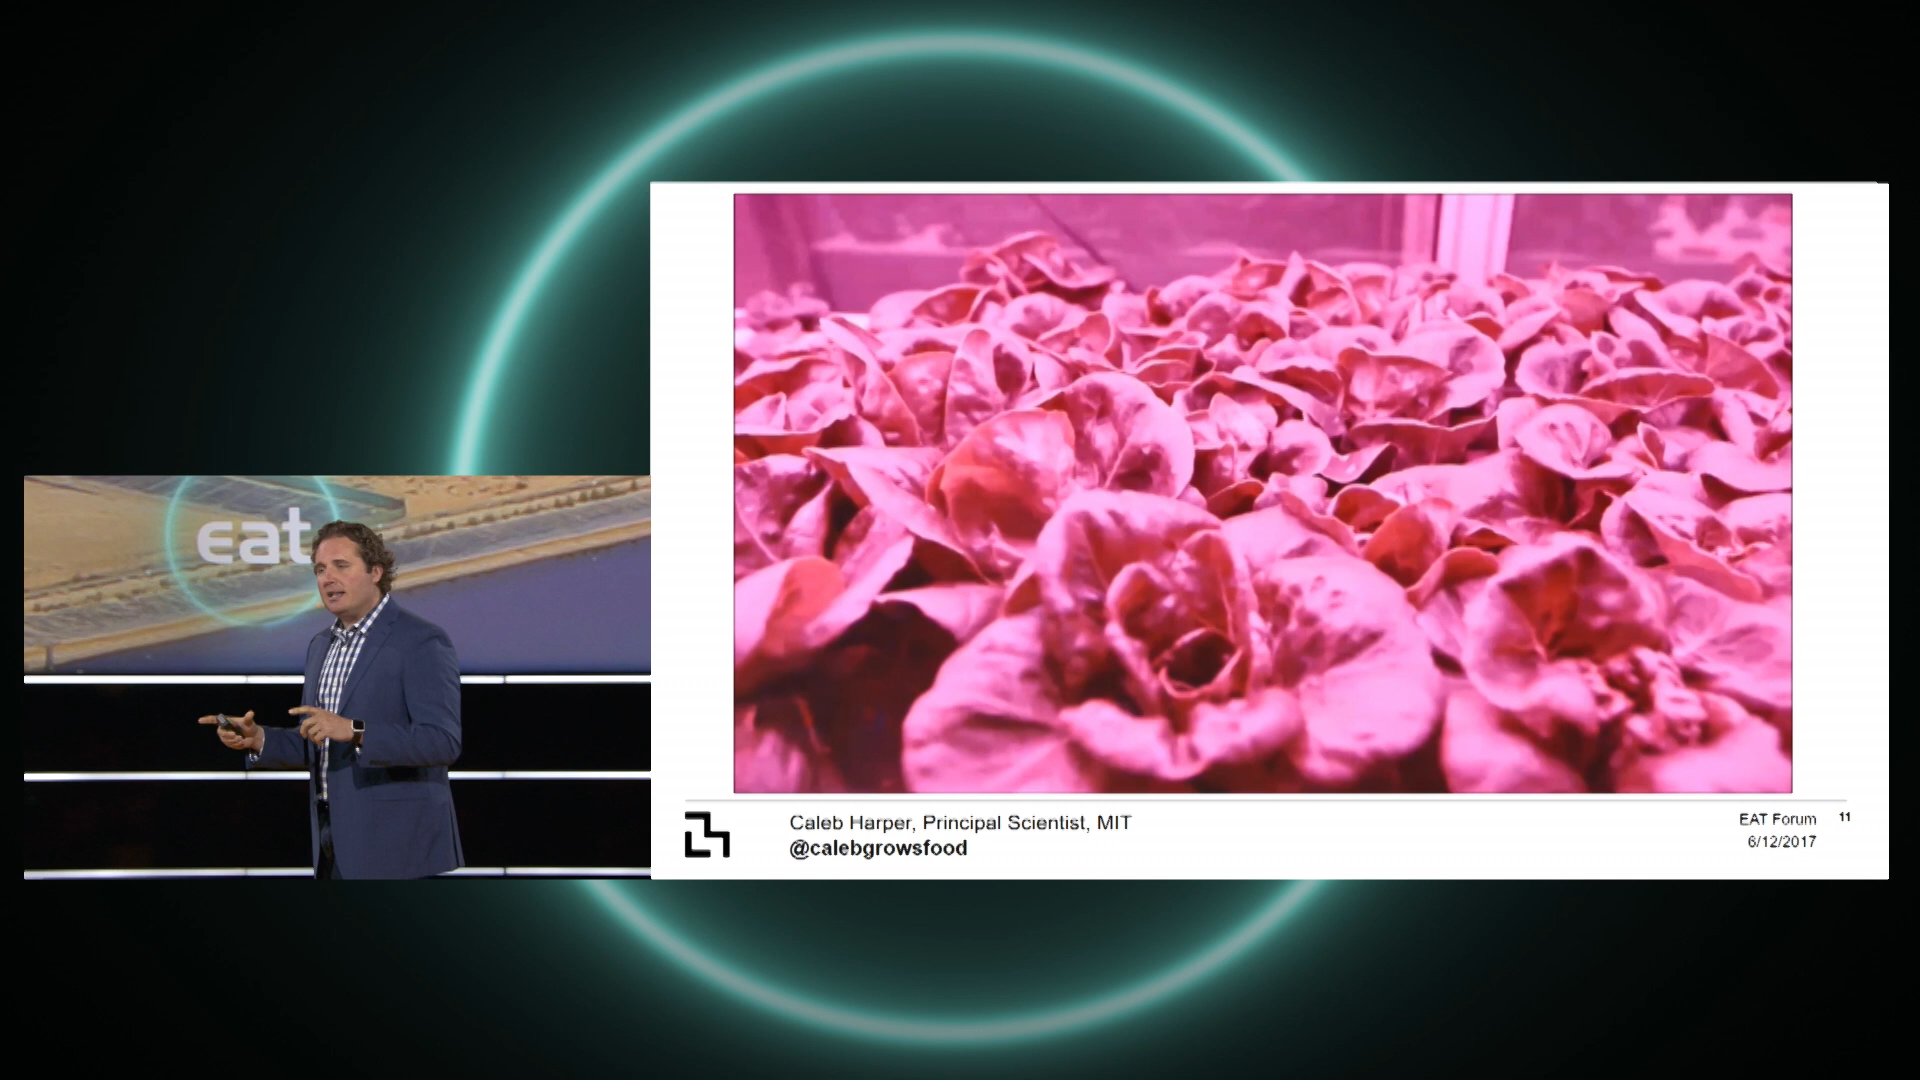 eat
Caleb Harper, Principal Scientist, MIT
@calebgrowsfood
EAT Forum 11
6/12/2017